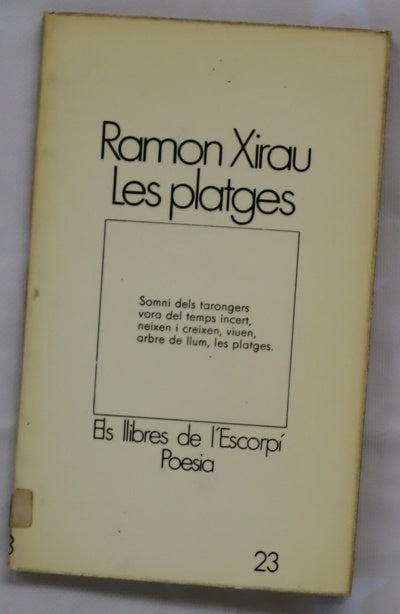 Ramon Xirau
Les platges
Somni dels tarongers
vora del temps incert,
neixen i creixen, viuen,
arbre de llum, les platges.
Els llibres de l'Escorpí
Poesia
23